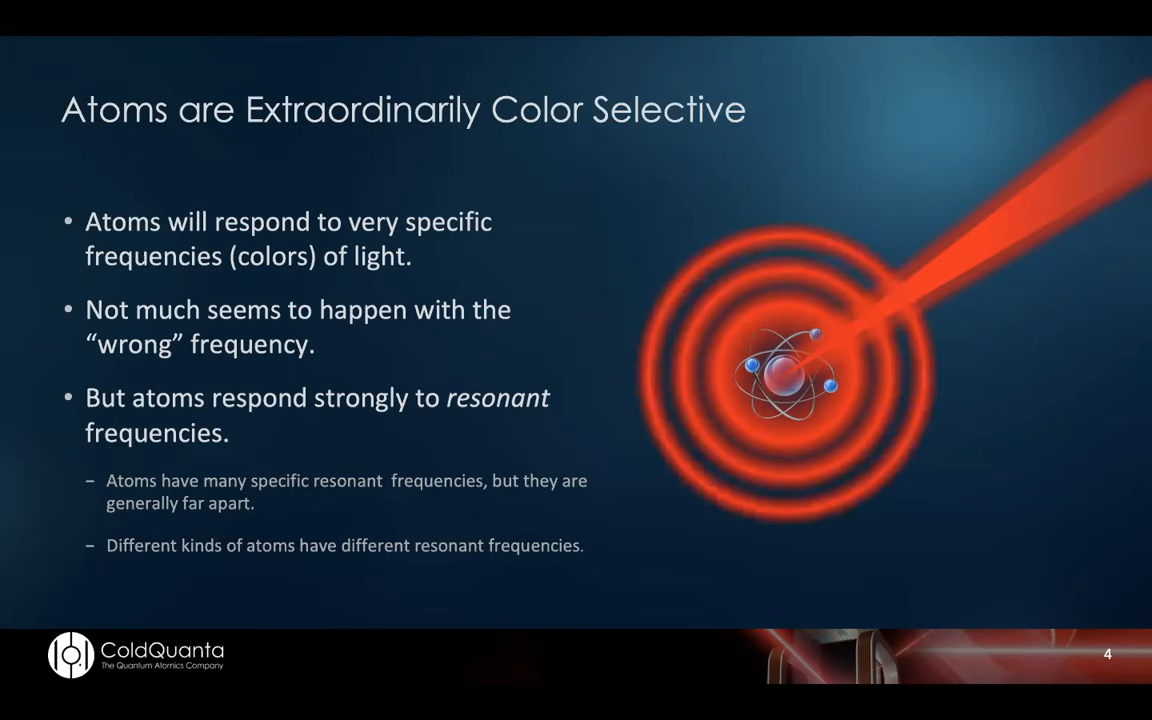 Atoms are Extraordinarily Color Selective
• Atoms will respond to very specific
frequencies (colors) of light.
• Not much seems to happen with the
“wrong” frequency.
• But atoms respond strongly to resonant
frequencies.
– Atoms have many specific resonant frequencies, but they are
generally far apart.
– Different kinds of atoms have different resonant frequencies.
ColdQuanta
The Quantum Atomics Company
4